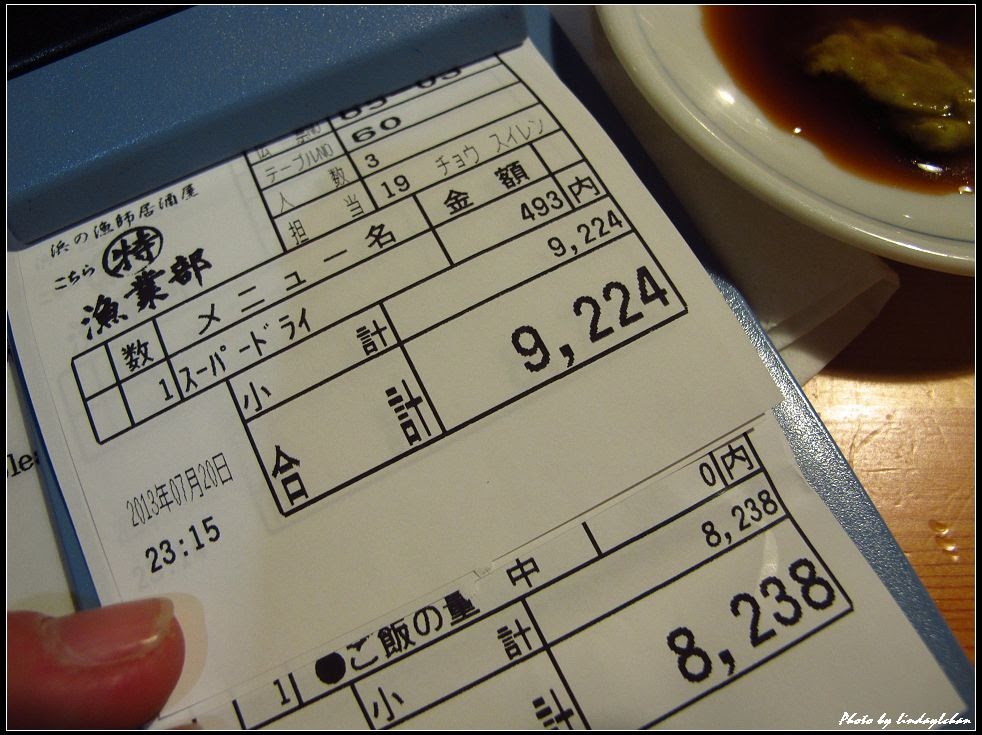 浜の漁師居酒屋
こちら 特
漁業部
テーブルNO 60
人数 3
担当 19 チョウ スイレン
数 メニュー名 金額
1 スーパードライ 493 内
小計 9,224
合計 9,224
2013年07月20日
23:15
1 ●ご飯の量 中 0 内
小計 8,238
計 8,238
Photo by lindaylchan